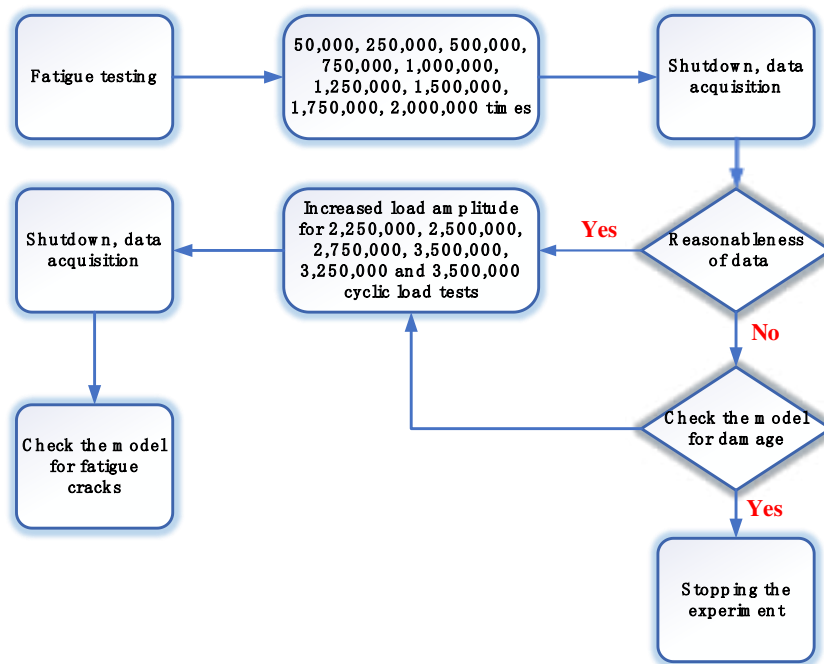 Fatigue testing
50,000, 250,000, 500,000,
750,000, 1,000,000,
1,250,000, 1,500,000,
1,750,000, 2,000,000 times
Shutdown, data
acquisition
Reasonableness
of data
Yes
Increased load amplitude
for 2,250,000, 2,500,000,
2,750,000, 3,500,000,
3,250,000 and 3,500,000
cyclic load tests
Shutdown, data
acquisition
Check the model
for fatigue
cracks
No
Check the model
for damage
Yes
Stopping the
experiment